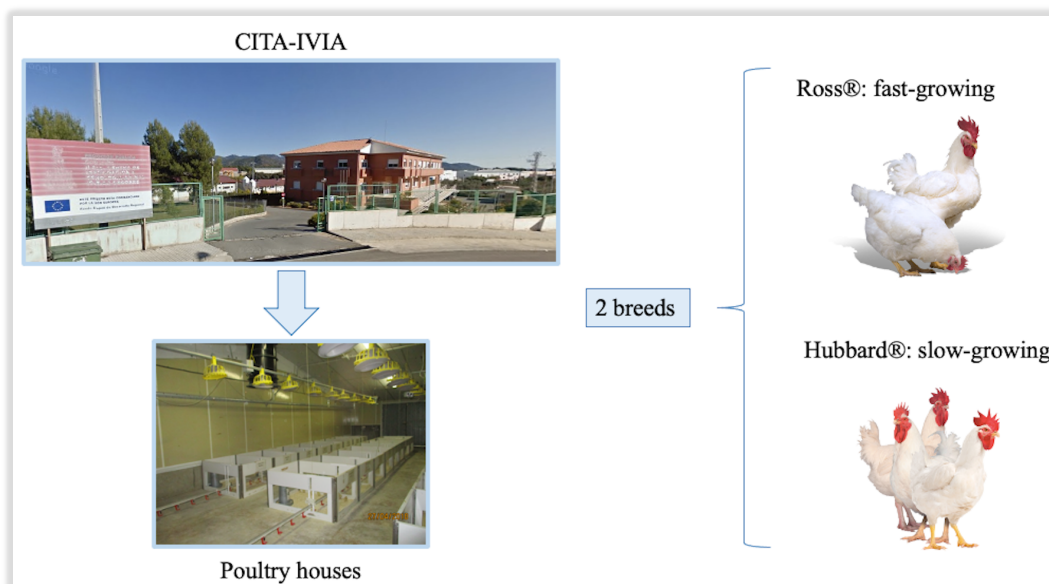 CITA-IVIA
Ross®: fast-growing
2 breeds
Hubbard®: slow-growing
Poultry houses